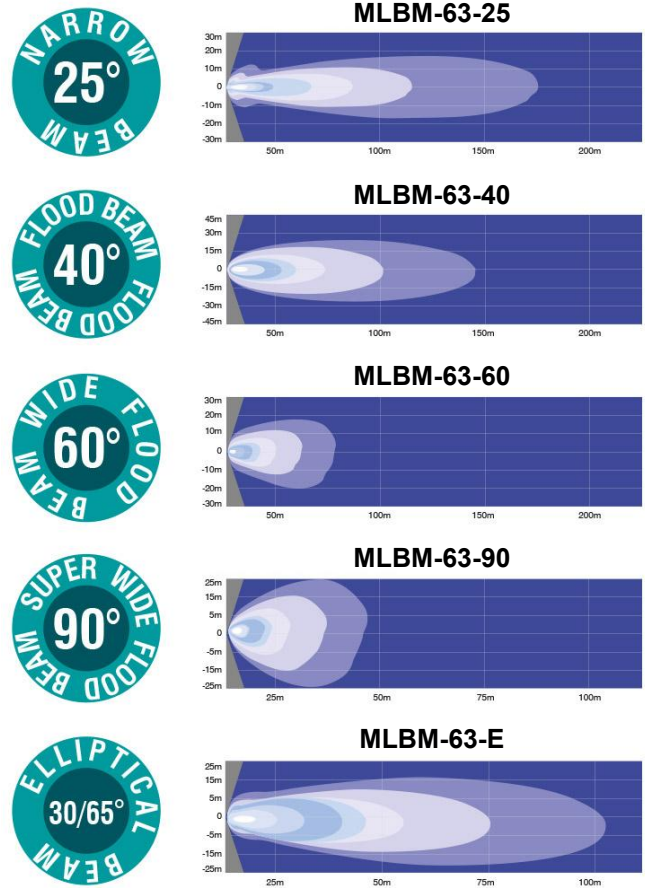 MLBM-63-25
NARROW
25°
BEAM
30m
20m
10m
0
-10m
-20m
-30m
50m 100m 150m 200m
MLBM-63-40
FLOOD BEAM
40°
FLOOD BEAM
45m
30m
15m
0
-15m
-30m
-45m
50m 100m 150m 200m
MLBM-63-60
WIDE FLOOD
60°
BEAM
30m
20m
10m
0
-10m
-20m
-30m
50m 100m 150m 200m
MLBM-63-90
SUPER WIDE
90°
FLOOD BEAM
25m
15m
5m
0
-5m
-15m
-25m
25m 50m 75m 100m
MLBM-63-E
ELLIPTICAL
30/65°
BEAM
25m
15m
5m
0
-5m
-15m
-25m
25m 50m 75m 100m